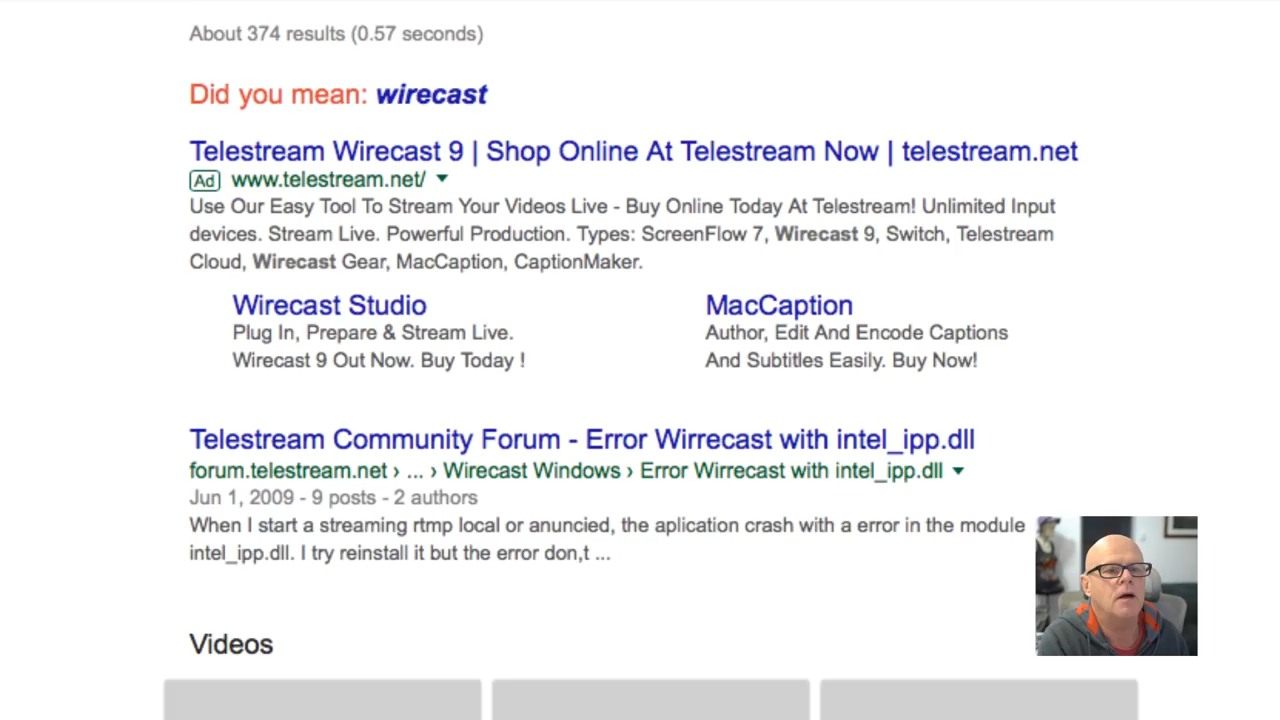 About 374 results (0.57 seconds)
Did you mean: wirecast
Telestream Wirecast 9 | Shop Online At Telestream Now | telestream.net
Ad www.telestream.net/
Use Our Easy Tool To Stream Your Videos Live - Buy Online Today At Telestream! Unlimited Input
devices. Stream Live. Powerful Production. Types: ScreenFlow 7, Wirecast 9, Switch, Telestream
Cloud, Wirecast Gear, MacCaption, CaptionMaker.
Wirecast Studio
Plug In, Prepare & Stream Live.
Wirecast 9 Out Now. Buy Today !
MacCaption
Author, Edit And Encode Captions
And Subtitles Easily. Buy Now!
Telestream Community Forum - Error Wirrecast with intel_ipp.dll
forum.telestream.net › ... › Wirecast Windows › Error Wirrecast with intel_ipp.dll
Jun 1, 2009 - 9 posts - 2 authors
When I start a streaming rtmp local or anuncied, the aplication crash with a error in the module
intel_ipp.dll. I try reinstall it but the error don,t ...
Videos